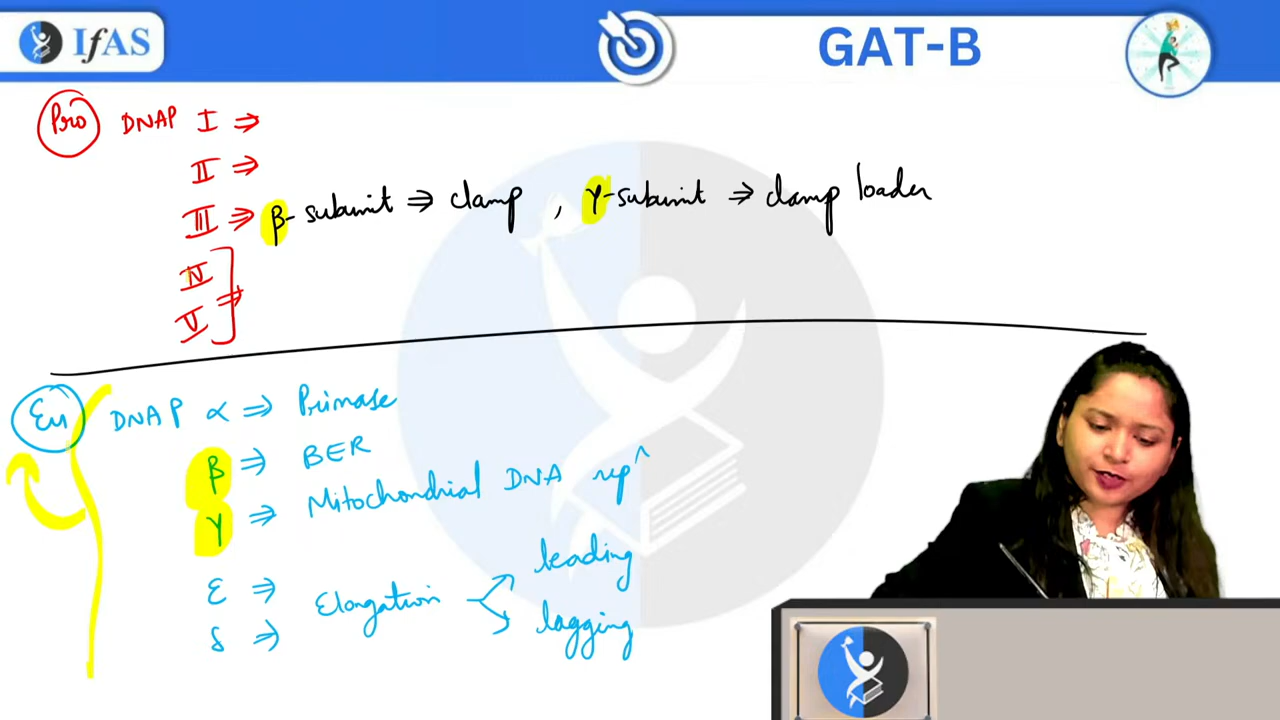 IfAS
GAT-B
Pro DNAP I ⇒
II ⇒
III ⇒ β-subunit ⇒ clamp, γ-subunit ⇒ clamp loader
IV
V ⇒
Eu DNAP α ⇒ Primase
β ⇒ BER
γ ⇒ Mitochondrial DNA rep^
ε ⇒ Elongation leading
δ ⇒ lagging